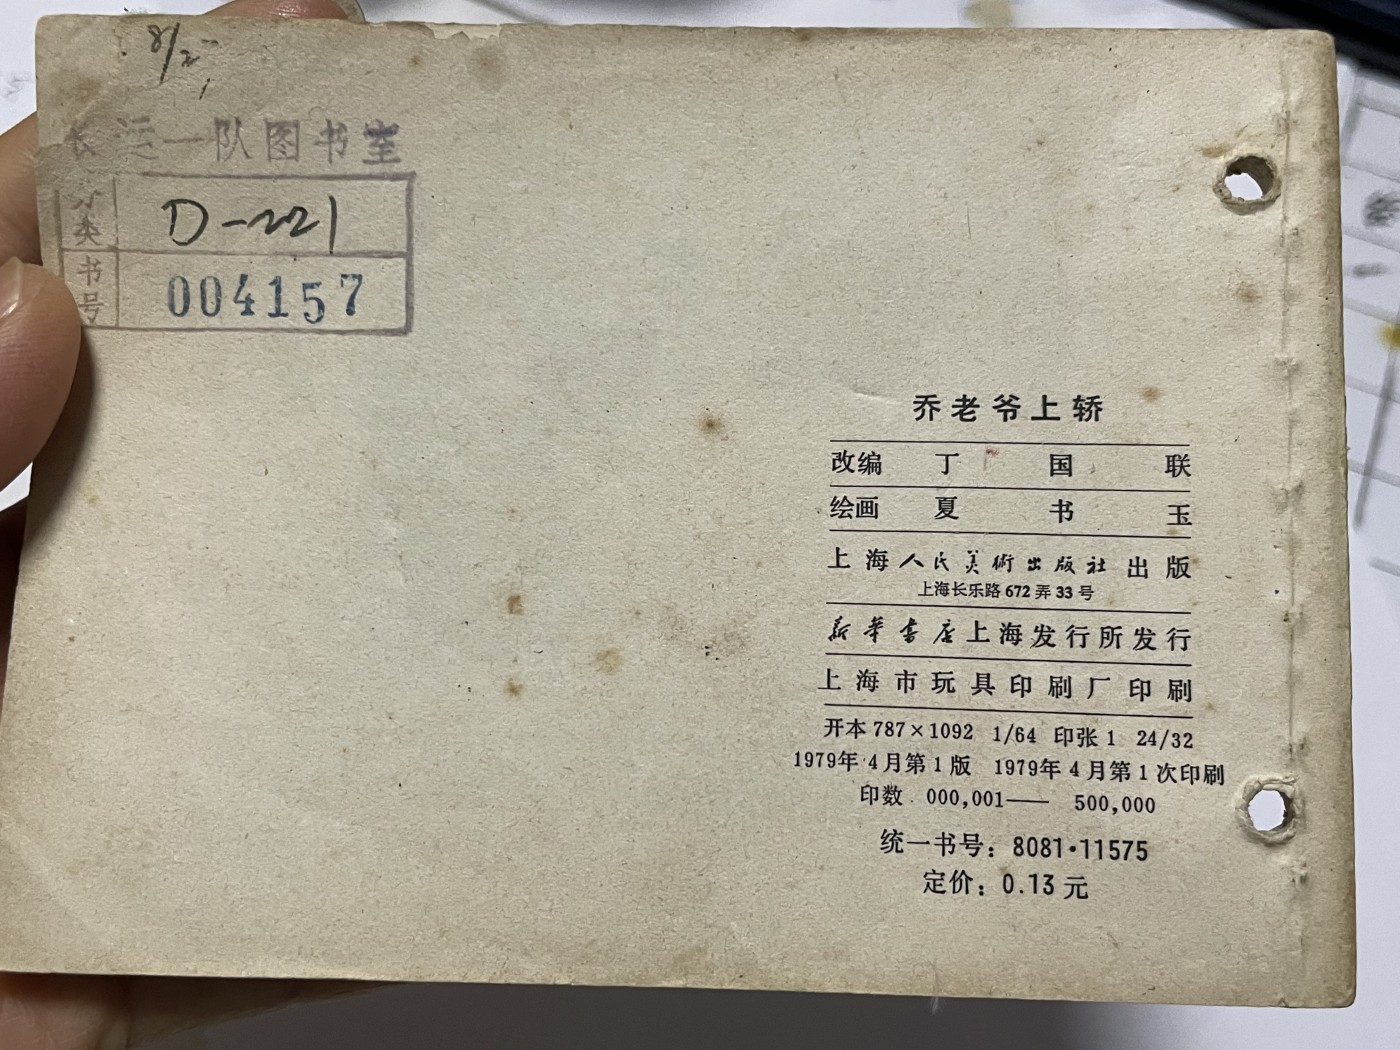 8/2
运一队图书室
分类 D-221
书号 004157
乔老爷上轿
改编 丁国联
绘画 夏书玉
上海人民美術出版社出版
上海长乐路672弄33号
新華書店上海发行所发行
上海市玩具印刷厂印刷
开本 787×1092 1/64 印张 1 24/32
1979年4月第1版 1979年4月第1次印刷
印数 000,001—— 500,000
统一书号：8081·11575
定价：0.13元